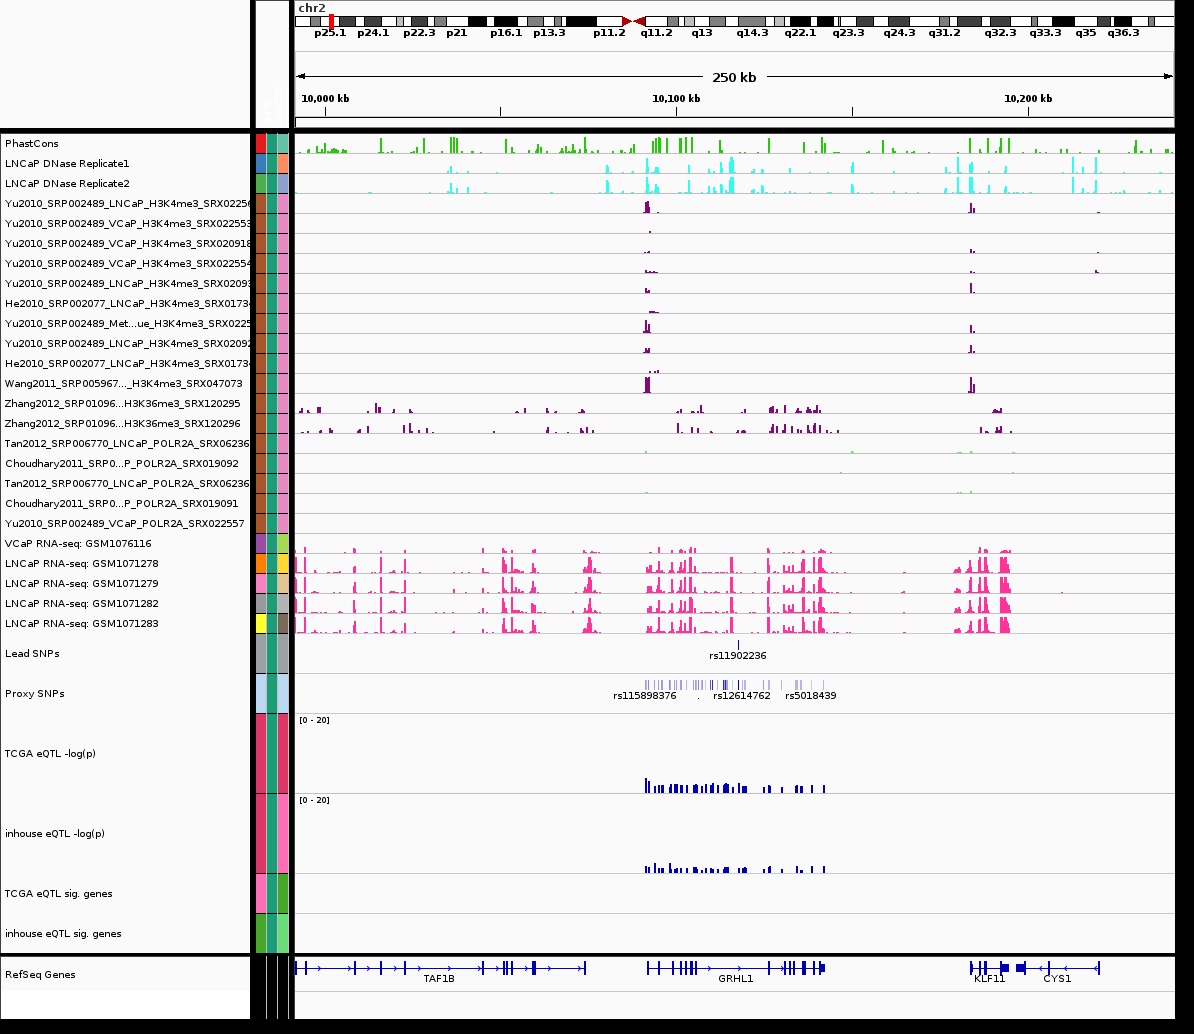 chr2
p25.1 p24.1 p22.3 p21 p16.1 p13.3 p11.2 q11.2 q13 q14.3 q22.1 q23.3 q24.3 q31.2 q32.3 q33.3 q35 q36.3
250 kb
10,000 kb 10,100 kb 10,200 kb
PhastCons
LNCaP DNase Replicate1
LNCaP DNase Replicate2
Yu2010_SRP002489_LNCaP_H3K4me3_SRX0225
Yu2010_SRP002489_VCaP_H3K4me3_SRX022553
Yu2010_SRP002489_VCaP_H3K4me3_SRX020918
Yu2010_SRP002489_VCaP_H3K4me3_SRX022554
Yu2010_SRP002489_LNCaP_H3K4me3_SRX0209
He2010_SRP002077_LNCaP_H3K4me3_SRX0173
Yu2010_SRP002489_Met...ue_H3K4me3_SRX0225
Yu2010_SRP002489_LNCaP_H3K4me3_SRX0209
He2010_SRP002077_LNCaP_H3K4me3_SRX0173
Wang2011_SRP005967..._H3K4me3_SRX047073
Zhang2012_SRP01096...H3K36me3_SRX120295
Zhang2012_SRP01096...H3K36me3_SRX120296
Tan2012_SRP006770_LNCaP_POLR2A_SRX06236
Choudhary2011_SRP0...P_POLR2A_SRX019092
Tan2012_SRP006770_LNCaP_POLR2A_SRX06236
Choudhary2011_SRP0...P_POLR2A_SRX019091
Yu2010_SRP002489_VCaP_POLR2A_SRX022557
VCaP RNA-seq: GSM1076116
LNCaP RNA-seq: GSM1071278
LNCaP RNA-seq: GSM1071279
LNCaP RNA-seq: GSM1071282
LNCaP RNA-seq: GSM1071283
Lead SNPs
rs11902236
Proxy SNPs
rs115898376 . rs12614762 rs5018439
[0 - 20]
TCGA eQTL -log(p)
[0 - 20]
inhouse eQTL -log(p)
TCGA eQTL sig. genes
inhouse eQTL sig. genes
RefSeq Genes
TAF1B GRHL1 KLF11 CYS1